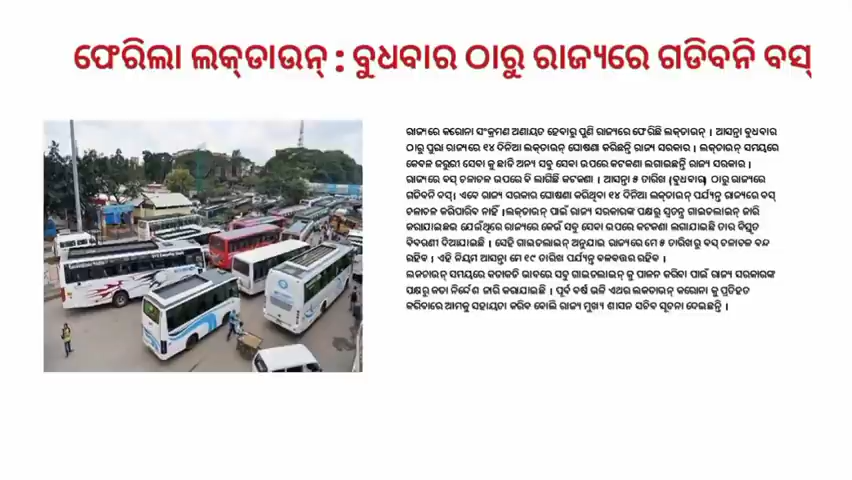 ଫେରିଲା ଲକ୍‌ଡାଉନ୍ : ବୁଧବାର ଠାରୁ ରାଜ୍ୟରେ ଗଡିବନି ବସ୍
ରାଜ୍ୟରେ କରୋନା ସଂକ୍ରମଣ ଅଣାୟତ ହେବାରୁ ପୁଣି ରାଜ୍ୟରେ ଫେରିଛି ଲକ୍‌ଡାଉନ୍ । ଆସନ୍ତା ବୁଧବାର
ଠାରୁ ପୁରା ରାଜ୍ୟରେ ୧୪ ଦିନିଆ ଲକ୍‌ଡାଉନ୍ ଘୋଷଣା କରିଛନ୍ତି ରାଜ୍ୟ ସରକାର । ଲକ୍‌ଡାଉନ୍ ସମୟରେ
କେବଳ ଜରୁରୀ ସେବା କୁ ଛାଡି ଅନ୍ୟ ସବୁ ସେବା ଉପରେ କଟକଣା ଲଗାଇଛନ୍ତି ରାଜ୍ୟ ସରକାର ।
ରାଜ୍ୟରେ ବସ୍ ଚଳାଚଳ ଉପରେ ବି ଲାଗିଛି କଟକଣା । ଆସନ୍ତା ୫ ତାରିଖ (ବୁଧବାର) ଠାରୁ ରାଜ୍ୟରେ
ଗଡିବନି ବସ୍। ଏବେ ରାଜ୍ୟ ସରକାର ଘୋଷଣା କରିଥିବା ୧୪ ଦିନିଆ ଲକ୍‌ଡାଉନ୍ ପର୍ଯ୍ୟନ୍ତ ରାଜ୍ୟରେ ବସ୍
ଚଳାଚଳ କରିପାରିବ ନାହିଁ ।ଲକ୍‌ଡାଉନ୍ ପାଇଁ ରାଜ୍ୟ ସରକାରଙ୍କ ପକ୍ଷରୁ ସ୍ୱତନ୍ତ୍ର ଗାଇଡଲାଇନ୍ ଜାରି
କରାଯାଇଛଇ ଯେଉଁଥିରେ ରାଜ୍ୟରେ କେଉଁ ସବୁ ସେବା ଉପରେ କଟକଣା ଲଗାଯାଇଛି ତାର ବିସ୍ତୃତ
ବିବରଣୀ ଦିଆଯାଇଛି । ସେହି ଗାଇଡଲାଇନ୍ ଅନୁଯାଇ ରାଜ୍ୟରେ ମେ ୫ ତାରିଖରୁ ବସ୍ ଚଳାଚଳ ବନ୍ଦ
ରହିବ । ଏହି ନିୟମ ଆସନ୍ତା ମେ ୧୯ ତାରିଖ ପର୍ଯ୍ୟନ୍ତ ବଳବତ୍ତର ରହିବ ।
ସମୟରେ କଡାକଡି ଭାବରେ ସବୁ ଗାଇଡଲାଇନ୍ କୁ ପାଳନ କରିବା ପାଇଁ ରାଜ୍ୟ ସରକାରଙ୍କ
ପକ୍ଷରୁ କଡା ନିର୍ଦ୍ଦେଶ ଜାରି କରାଯାଇଛି । ପୂର୍ବ ବର୍ଷ ଭଳି ଏଥର ଲକଡାଉନ୍ କରୋନା କୁ ପ୍ରତିହତ
କରିବାରେ ଆମକୁ ସହାୟତା କରିବ ବୋଲି ରାଜ୍ୟ ମୁଖ୍ୟ ଶାସନ ସଚିବ ସୂଚନା ଦେଇଛନ୍ତି ।